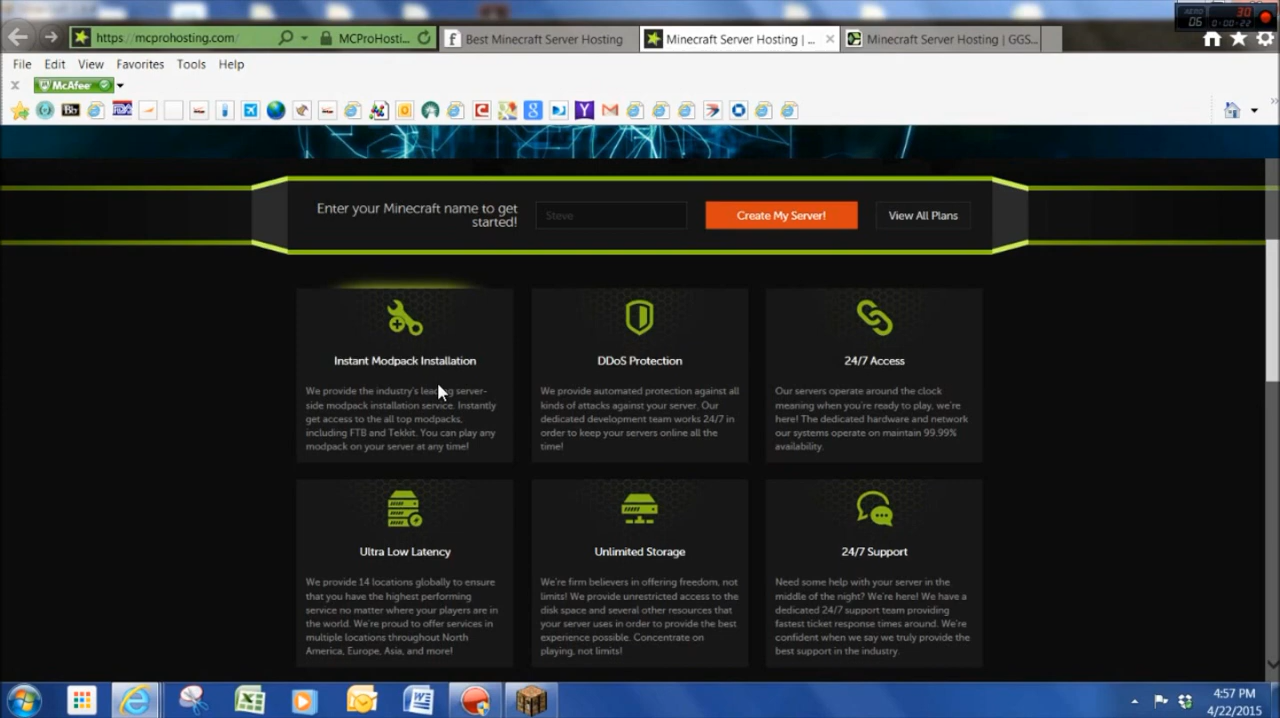 AERO
06
30
0:00:22
https://mcprohosting.com/
MCProHosti...
Best Minecraft Server Hosting
Minecraft Server Hosting | ...
Minecraft Server Hosting | GGS...
File Edit View Favorites Tools Help
McAfee
Enter your Minecraft name to get
started!
Steve
Create My Server!
View All Plans
Instant Modpack Installation
We provide the industry's leading server-
side modpack installation service. Instantly
get access to the all top modpacks,
including FTB and Tekkit. You can play any
modpack on your server at any time!
DDoS Protection
We provide automated protection against all
kinds of attacks against your server. Our
dedicated development team works 24/7 in
order to keep your servers online all the
time!
24/7 Access
Our servers operate around the clock
meaning when you're ready to play, we're
here! The dedicated hardware and network
our systems operate on maintain 99.99%
availability.
Ultra Low Latency
We provide 14 locations globally to ensure
that you have the highest performing
service no matter where your players are in
the world. We're proud to offer services in
multiple locations throughout North
America, Europe, Asia, and more!
Unlimited Storage
We're firm believers in offering freedom, not
limits! We provide unrestricted access to the
disk space and several other resources that
your server uses in order to provide the best
experience possible. Concentrate on
playing, not limits!
24/7 Support
Need some help with your server in the
middle of the night? We're here! We have a
dedicated 24/7 support team providing
fastest ticket response times around. We're
confident when we say we truly provide the
best support in the industry.
4:57 PM
4/22/2015